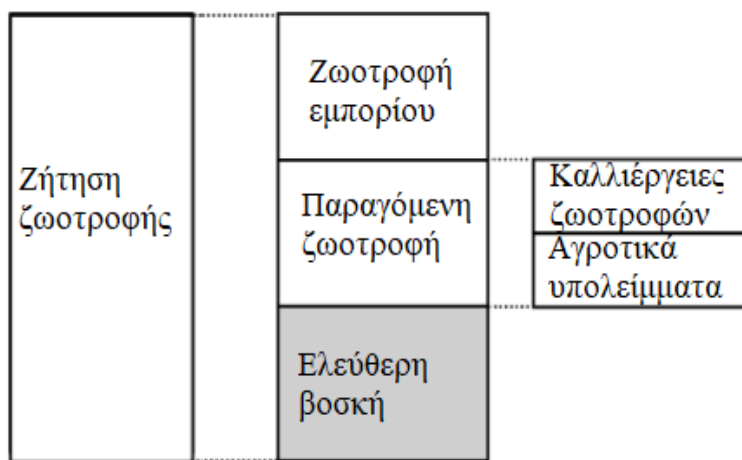 Ζήτηση
ζωοτροφής
Ζωοτροφή
εμπορίου
Παραγόμενη
ζωοτροφή
Ελεύθερη
βοσκή
Καλλιέργειες
ζωοτροφών
Αγροτικά
υπολείμματα